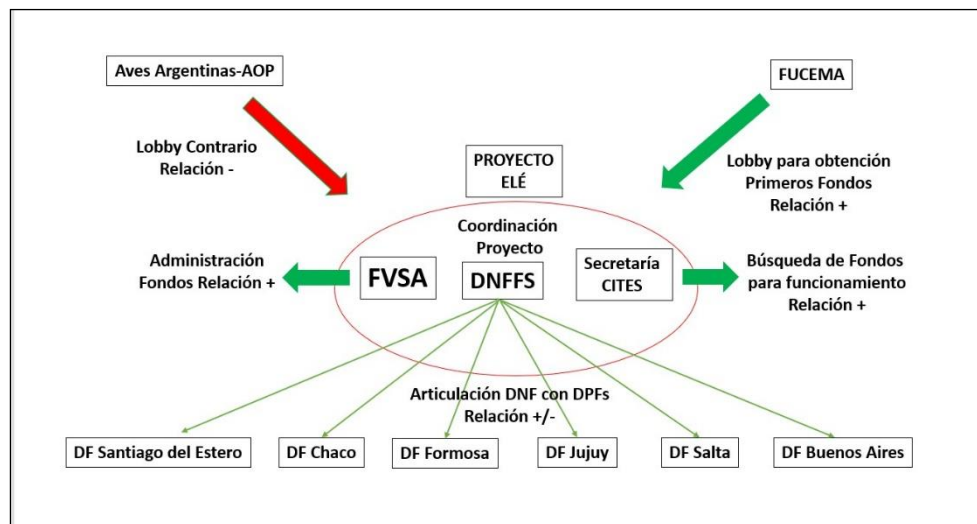 Aves Argentinas-AOP
FUCEMA
Lobby Contrario
Relación -
PROYECTO
ELÉ
Lobby para obtención
Primeros Fondos
Relación +
Coordinación
Proyecto
Administración
Fondos Relación +
FVSA
DNFFS
Secretaría
CITES
Búsqueda de Fondos
para funcionamiento
Relación +
Articulación DNF con DPFs
Relación +/-
DF Santiago del Estero
DF Chaco
DF Formosa
DF Jujuy
DF Salta
DF Buenos Aires